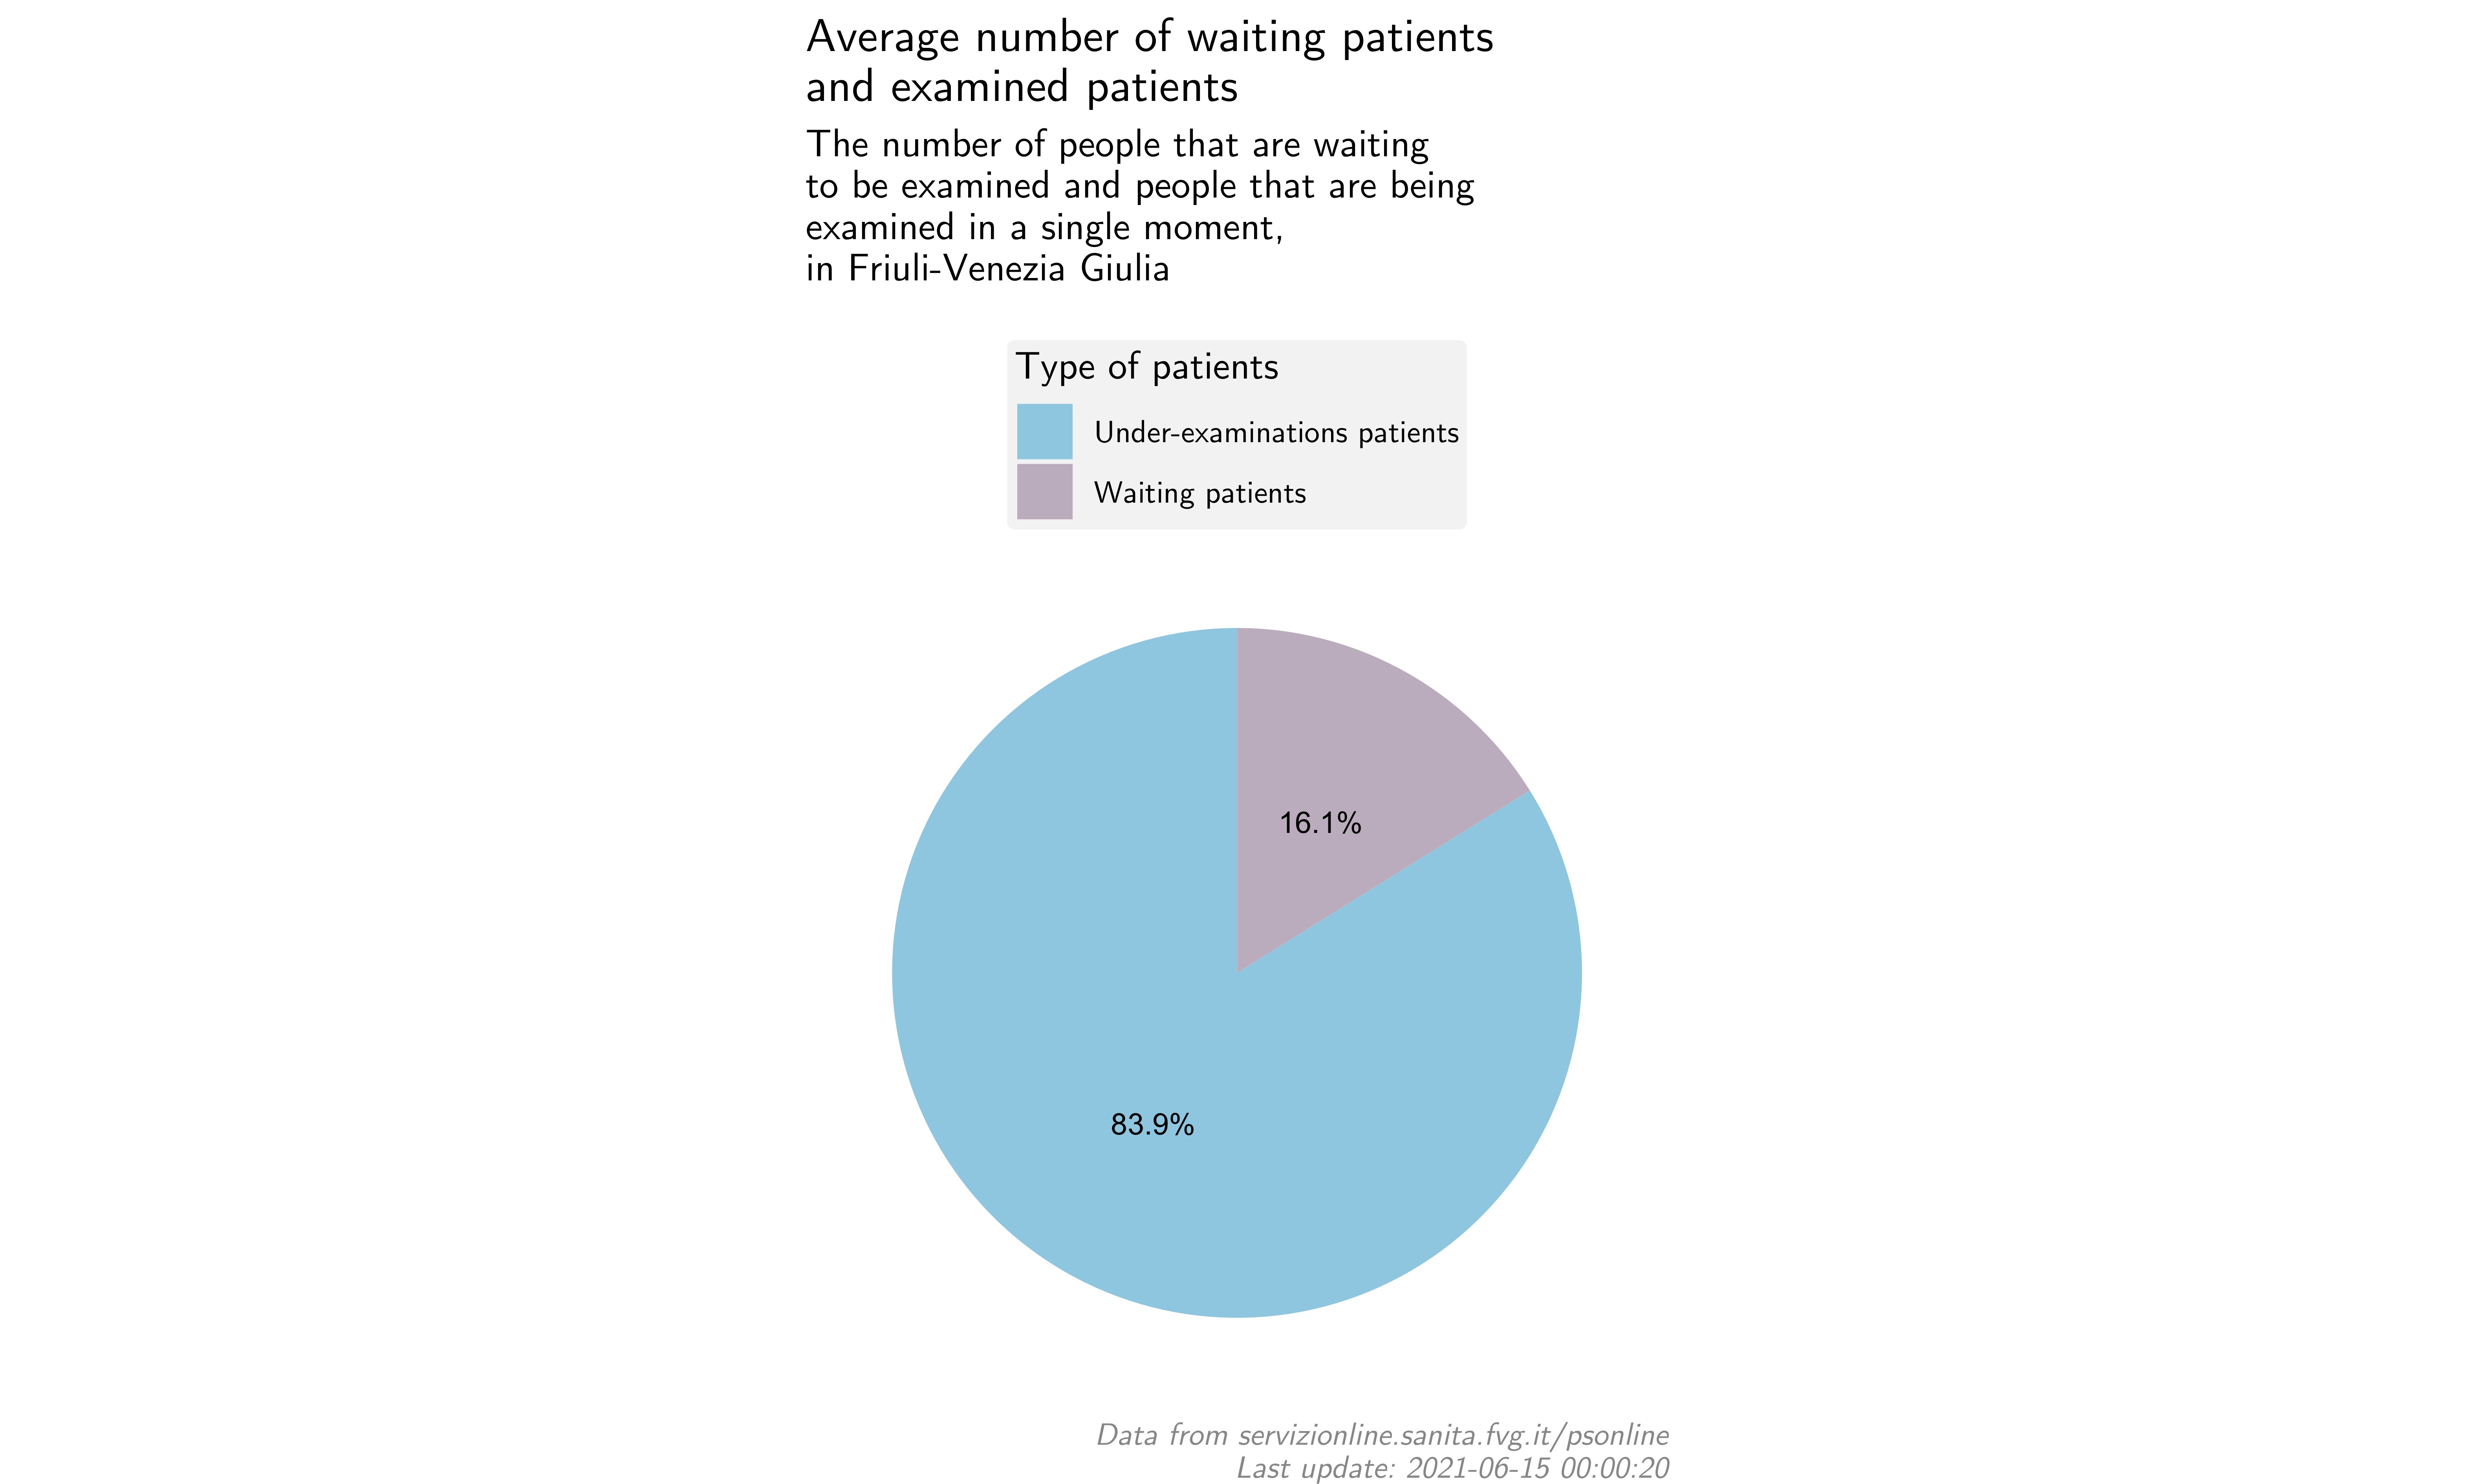 Average number of waiting patients
and examined patients
The number of people that are waiting
to be examined and people that are being
examined in a single moment,
in Friuli-Venezia Giulia
Type of patients
Under-examinations patients
Waiting patients
16.1%
83.9%
Data from servizionline.sanita.fvg.it/psonline
Last update: 2021-06-15 00:00:20